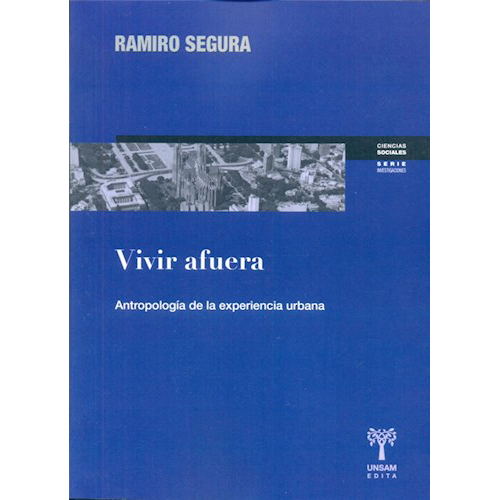 RAMIRO SEGURA
CIENCIAS
SOCIALES
SERIE
INVESTIGACIONES
Vivir afuera
Antropología de la experiencia urbana
UNSAM
EDITA